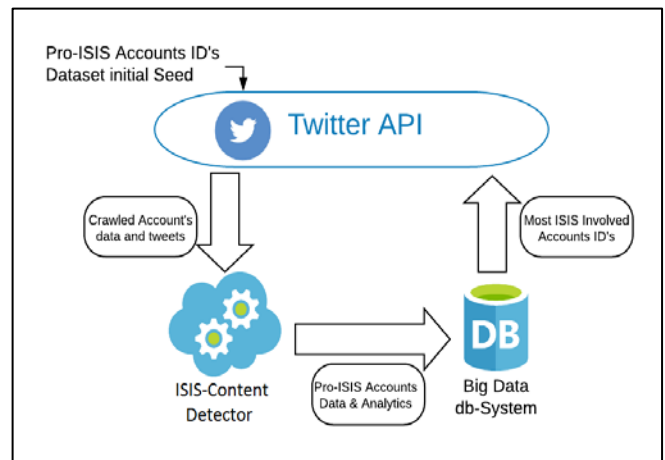 Pro-ISIS Accounts ID's
Dataset initial Seed
Twitter API
Crawled Account's
data and tweets
Most ISIS Involved
Accounts ID's
ISIS-Content
Detector
Pro-ISIS Accounts
Data & Analytics
DB
Big Data
db-System